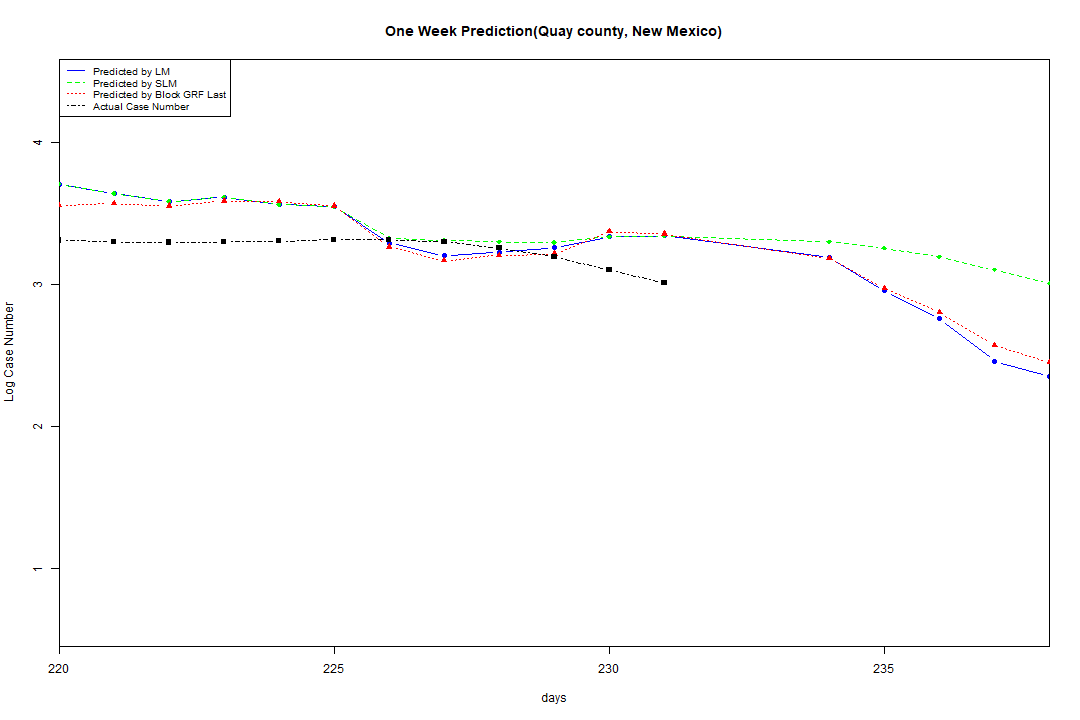 One Week Prediction(Quay county, New Mexico)
Predicted by LM
Predicted by SLM
Predicted by Block GRF Last
Actual Case Number
4
3
2
1
Log Case Number
220 225 230 235
days